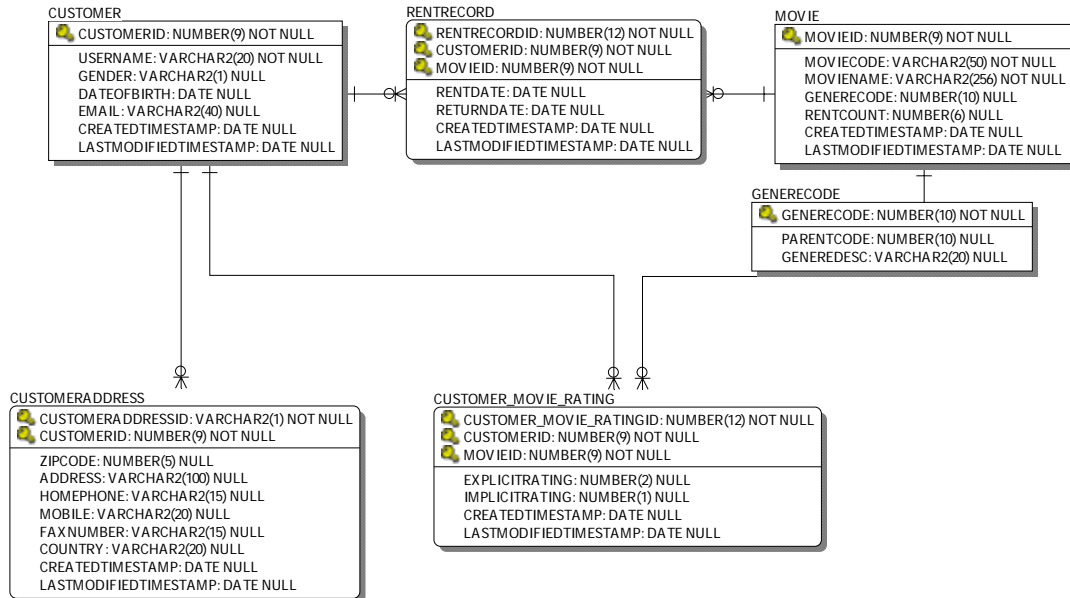 CUSTOMER
CUSTOMERID: NUMBER(9) NOT NULL
USERNAME: VARCHAR2(20) NOT NULL
GENDER: VARCHAR2(1) NULL
DATEOFBIRTH: DATE NULL
EMAIL: VARCHAR2(40) NULL
CREATEDTIMESTAMP: DATE NULL
LASTMODIFIEDTIMESTAMP: DATE NULL
RENTRECORD
RENTRECORDID: NUMBER(12) NOT NULL
CUSTOMERID: NUMBER(9) NOT NULL
MOVIEID: NUMBER(9) NOT NULL
RENTDATE: DATE NULL
RETURNDATE: DATE NULL
CREATEDTIMESTAMP: DATE NULL
LASTMODIFIEDTIMESTAMP: DATE NULL
MOVIE
MOVIEID: NUMBER(9) NOT NULL
MOVIECODE: VARCHAR2(50) NOT NULL
MOVIENAME: VARCHAR2(256) NOT NULL
GENERECODE: NUMBER(10) NULL
RENTCOUNT: NUMBER(6) NULL
CREATEDTIMESTAMP: DATE NULL
LASTMODIFIEDTIMESTAMP: DATE NULL
GENERECODE
GENERECODE: NUMBER(10) NOT NULL
PARENTCODE: NUMBER(10) NULL
GENEREDESC: VARCHAR2(20) NULL
CUSTOMERADDRESS
CUSTOMERADDRESSID: VARCHAR2(1) NOT NULL
CUSTOMERID: NUMBER(9) NOT NULL
ZIPCODE: NUMBER(5) NULL
ADDRESS: VARCHAR2(100) NULL
HOMEPHONE: VARCHAR2(15) NULL
MOBILE: VARCHAR2(20) NULL
FAXNUMBER: VARCHAR2(15) NULL
COUNTRY: VARCHAR2(20) NULL
CREATEDTIMESTAMP: DATE NULL
LASTMODIFIEDTIMESTAMP: DATE NULL
CUSTOMER_MOVIE_RATING
CUSTOMER_MOVIE_RATINGID: NUMBER(12) NOT NULL
CUSTOMERID: NUMBER(9) NOT NULL
MOVIEID: NUMBER(9) NOT NULL
EXPLICITRATING: NUMBER(2) NULL
IMPLICITRATING: NUMBER(1) NULL
CREATEDTIMESTAMP: DATE NULL
LASTMODIFIEDTIMESTAMP: DATE NULL